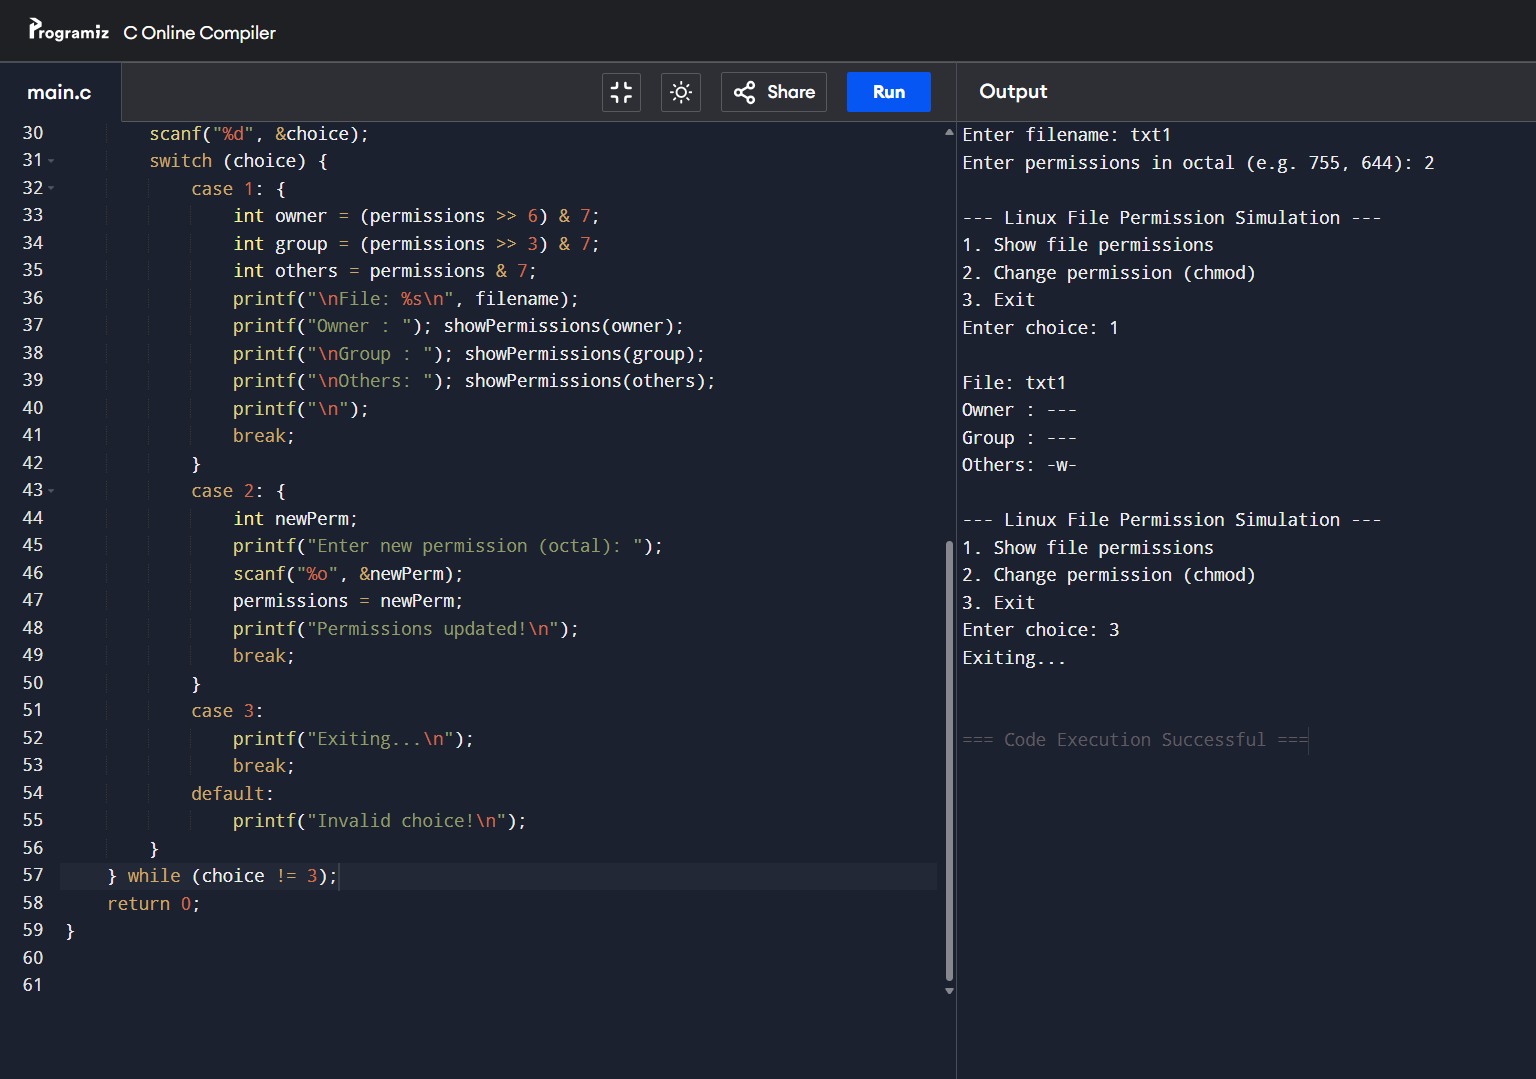 Programiz C Online Compiler
main.c
Share
Run
Output
30 scanf("%d", &choice);
31 switch (choice) {
32 case 1: {
33 int owner = (permissions >> 6) & 7;
34 int group = (permissions >> 3) & 7;
35 int others = permissions & 7;
36 printf("\nFile: %s\n", filename);
37 printf("Owner : "); showPermissions(owner);
38 printf("\nGroup : "); showPermissions(group);
39 printf("\nOthers: "); showPermissions(others);
40 printf("\n");
41 break;
42 }
43 case 2: {
44 int newPerm;
45 printf("Enter new permission (octal): ");
46 scanf("%o", &newPerm);
47 permissions = newPerm;
48 printf("Permissions updated!\n");
49 break;
50 }
51 case 3:
52 printf("Exiting...\n");
53 break;
54 default:
55 printf("Invalid choice!\n");
56 }
57 } while (choice != 3);
58 return 0;
59 }
60
61
Enter filename: txt1
Enter permissions in octal (e.g. 755, 644): 2
--- Linux File Permission Simulation ---
1. Show file permissions
2. Change permission (chmod)
3. Exit
Enter choice: 1
File: txt1
Owner : ---
Group : ---
Others: -w-
--- Linux File Permission Simulation ---
1. Show file permissions
2. Change permission (chmod)
3. Exit
Enter choice: 3
Exiting...
=== Code Execution Successful ===